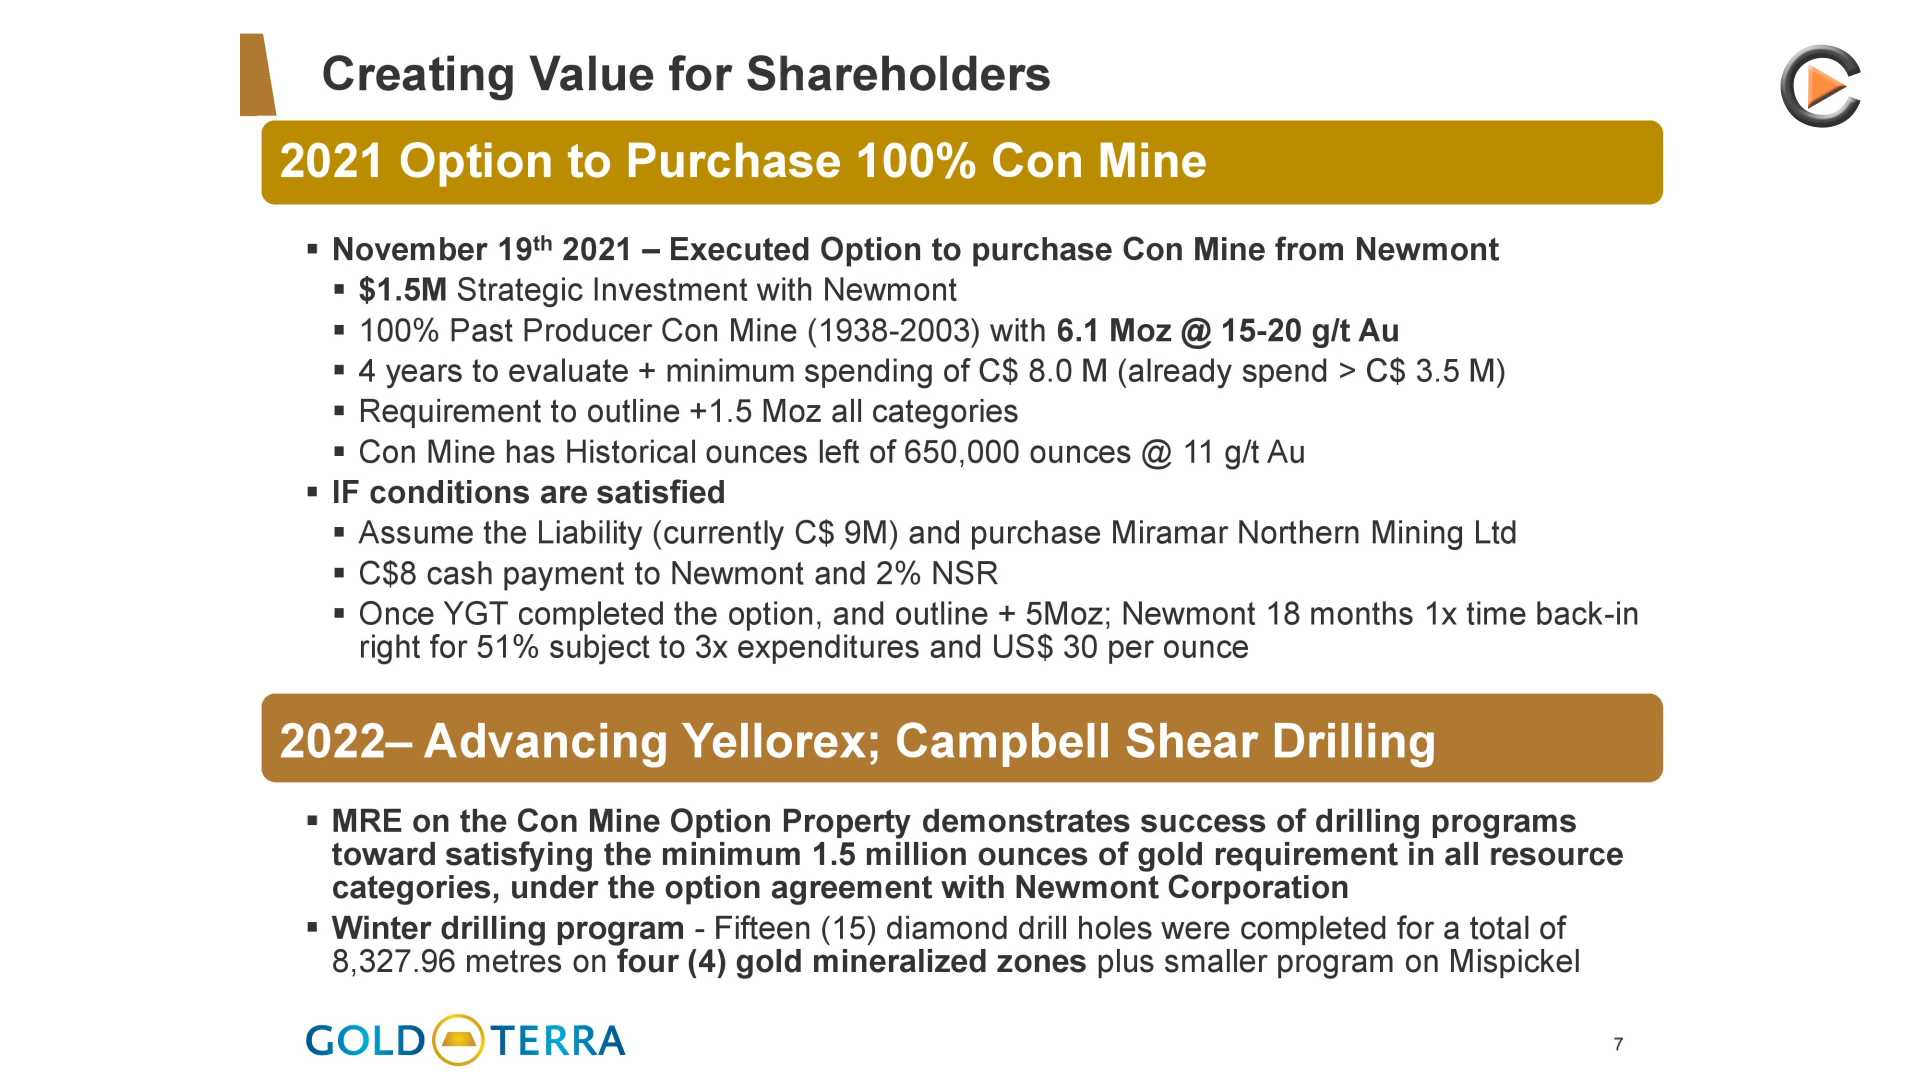 Creating Value for Shareholders
2021 Option to Purchase 100% Con Mine
▪ November 19th 2021 – Executed Option to purchase Con Mine from Newmont
▪ $1.5M Strategic Investment with Newmont
▪ 100% Past Producer Con Mine (1938-2003) with 6.1 Moz @ 15-20 g/t Au
▪ 4 years to evaluate + minimum spending of C$ 8.0 M (already spend > C$ 3.5 M)
▪ Requirement to outline +1.5 Moz all categories
▪ Con Mine has Historical ounces left of 650,000 ounces @ 11 g/t Au
▪ IF conditions are satisfied
▪ Assume the Liability (currently C$ 9M) and purchase Miramar Northern Mining Ltd
▪ C$8 cash payment to Newmont and 2% NSR
▪ Once YGT completed the option, and outline + 5Moz; Newmont 18 months 1x time back-in
right for 51% subject to 3x expenditures and US$ 30 per ounce
2022– Advancing Yellorex; Campbell Shear Drilling
▪ MRE on the Con Mine Option Property demonstrates success of drilling programs
toward satisfying the minimum 1.5 million ounces of gold requirement in all resource
categories, under the option agreement with Newmont Corporation
▪ Winter drilling program - Fifteen (15) diamond drill holes were completed for a total of
8,327.96 metres on four (4) gold mineralized zones plus smaller program on Mispickel
GOLD TERRA
7